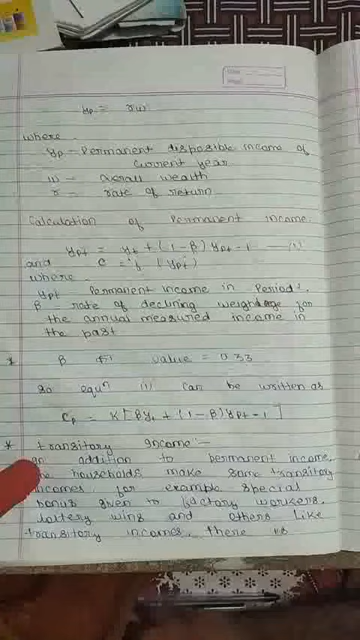 yp = rw
where
yp - Permanent disposible income of
current year
w - Overall wealth
r - rate of return
Calculation of Permanent income
ypt = yt + (1-β) ypt-1 —(i)
and C = f (ypt)
where
ypt Permanent income in Period t
β rate of declining weightage for
the annual measured income in
the past
* β value = 0.33
so equⁿ (i) can be written as
Cp = K[βyt + (1-β)ypt-1]
* transitory Income -
addition to permanent income
households make some transitory
incomes for example special
bonus given to factory workers,
lottery wins and others like
transitory incomes, there is